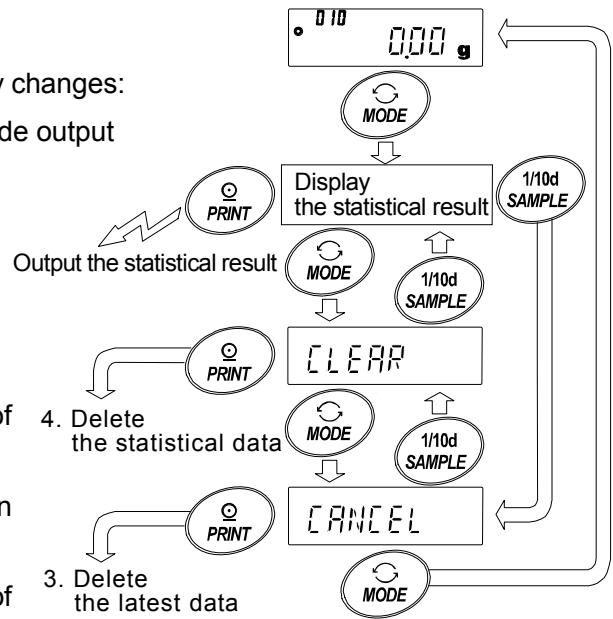 010
0.00 g
y changes:
MODE
de output
Display
the statistical result
1/10d
SAMPLE
PRINT
Output the statistical result
MODE
1/10d
SAMPLE
PRINT
CLEAR
of
4. Delete
the statistical data
MODE
1/10d
SAMPLE
n
PRINT
CANCEL
of
3. Delete
the latest data
MODE